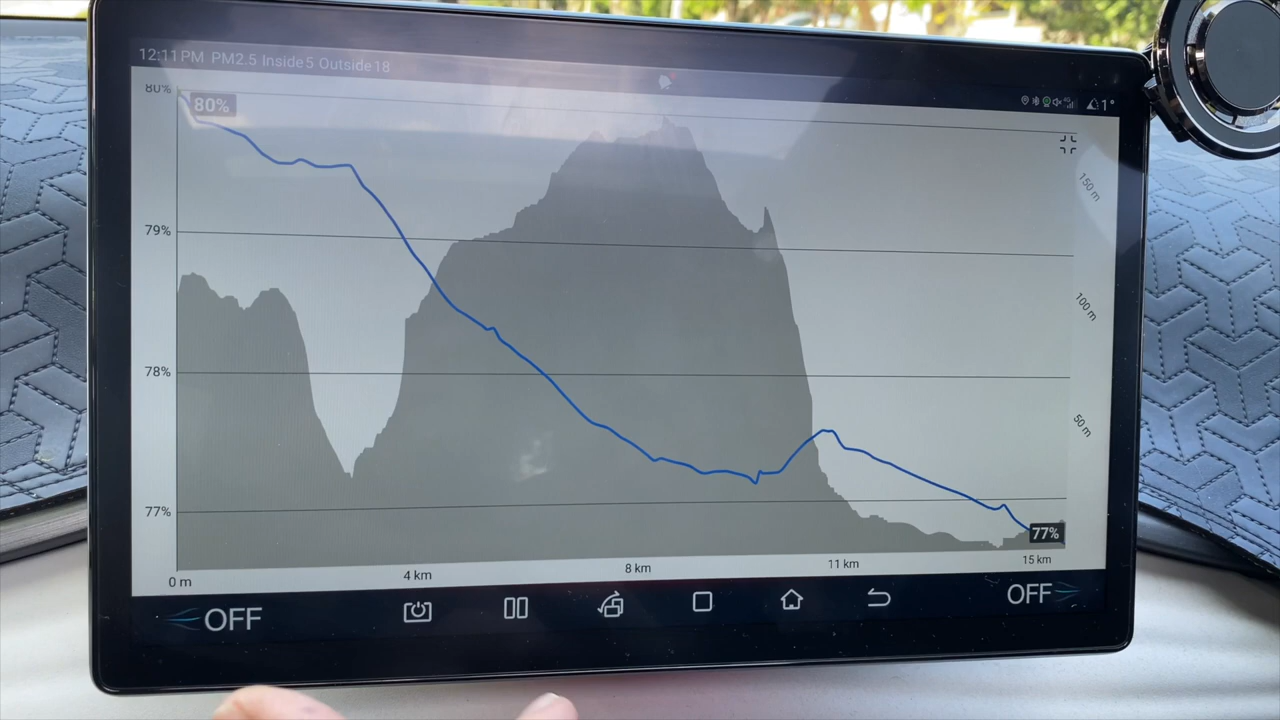 12:11 PM PM2.5 Inside 5 Outside 18
1°
80%
80%
150 m
79%
100 m
78%
50 m
77%
77%
0 m 4 km 8 km 11 km 15 km
OFF OFF